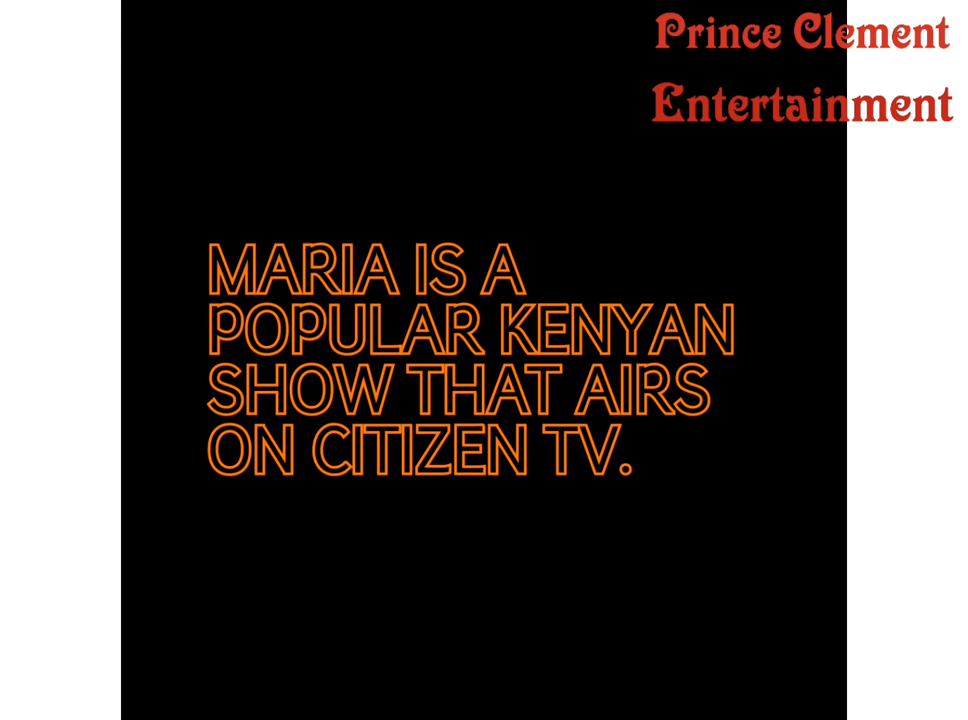 Prince Clement
Entertainment
MARIA IS A
POPULAR KENYAN
SHOW THAT AIRS
ON CITIZEN TV.